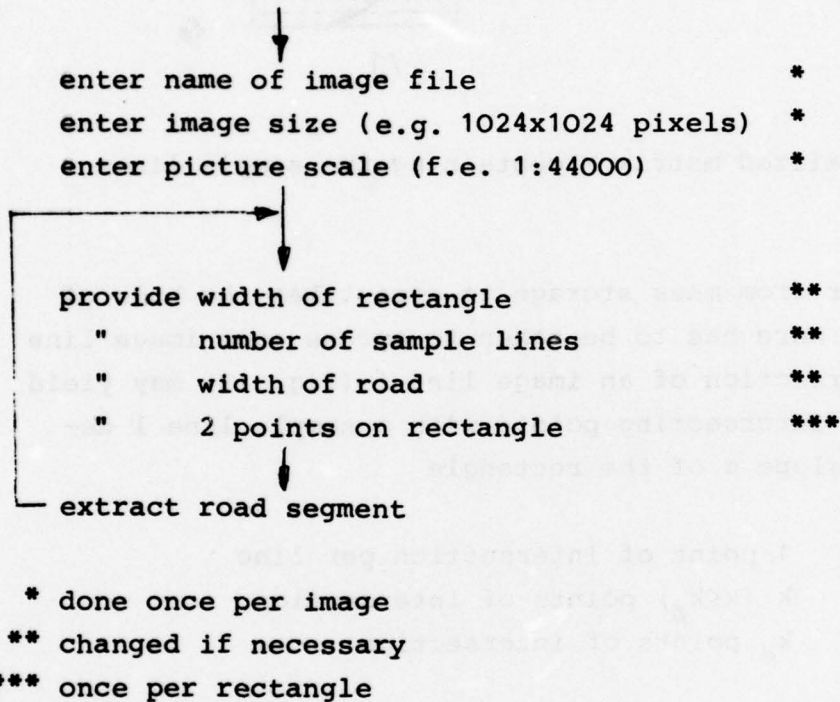 enter name of image file *
enter image size (e.g. 1024x1024 pixels) *
enter picture scale (f.e. 1:44000) *
provide width of rectangle **
" number of sample lines **
" width of road **
" 2 points on rectangle ***
extract road segment
* done once per image
** changed if necessary
*** once per rectangle